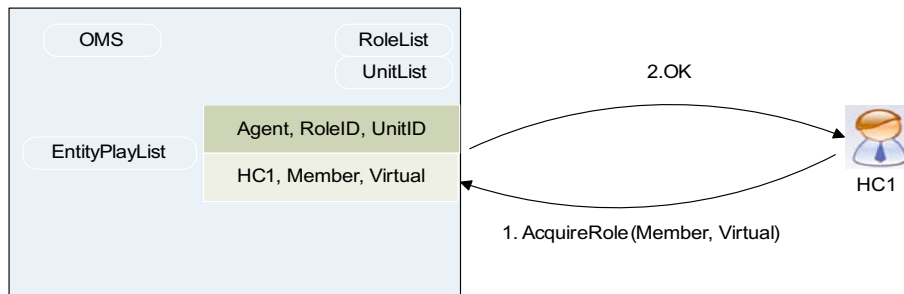 OMS
RoleList
UnitList
EntityPlayList
Agent, RoleID, UnitID
HC1, Member, Virtual
2.OK
HC1
1. AcquireRole(Member, Virtual)